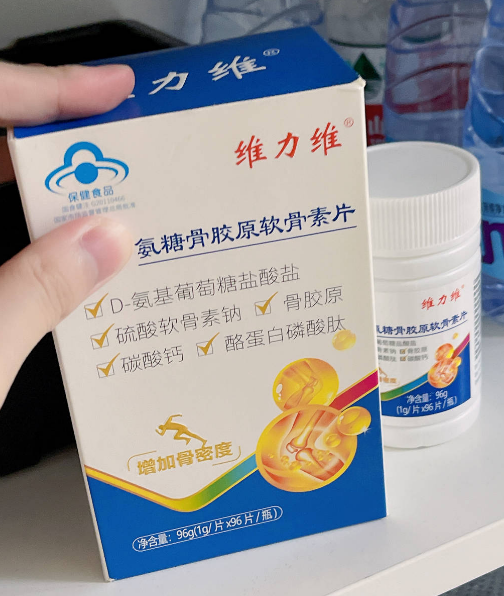 维力维®
维力维®
保健食品
氨糖骨胶原软骨素片
D-氨基葡萄糖盐酸盐
硫酸软骨素钠 骨胶原
碳酸钙 酪蛋白磷酸肽
增加骨密度
净含量：96g(1g/片x96片/瓶)
维力维®
糖骨胶原软骨素片
净含量：96g
(1g/片x96片/瓶)